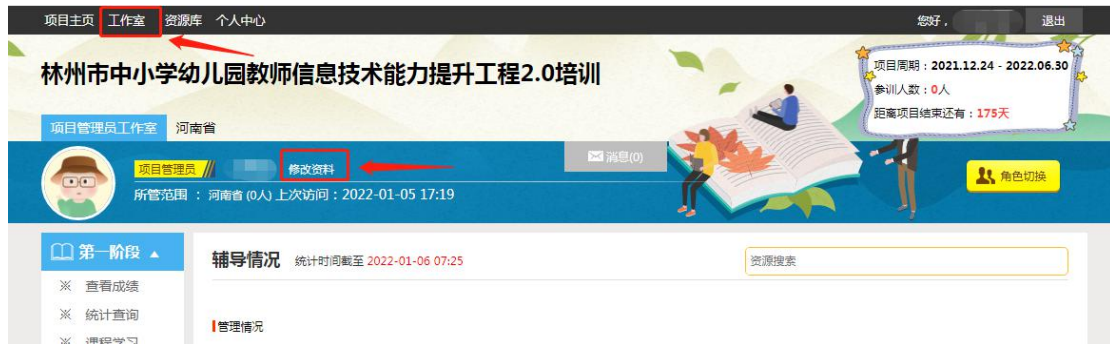 项目主页 工作室 资源库 个人中心 您好， 退出
林州市中小学幼儿园教师信息技术能力提升工程2.0培训
项目周期：2021.12.24 - 2022.06.30
参训人数：0人
距离项目结束还有：175天
项目管理员工作室 河南省
项目管理员 修改资料
消息(0)
角色切换
所管范围 ：河南省 (0人) 上次访问：2022-01-05 17:19
第一阶段
辅导情况 统计时间截至 2022-01-06 07:25
资源搜索
※ 查看成绩
※ 统计查询
管理情况
※ 课程学习